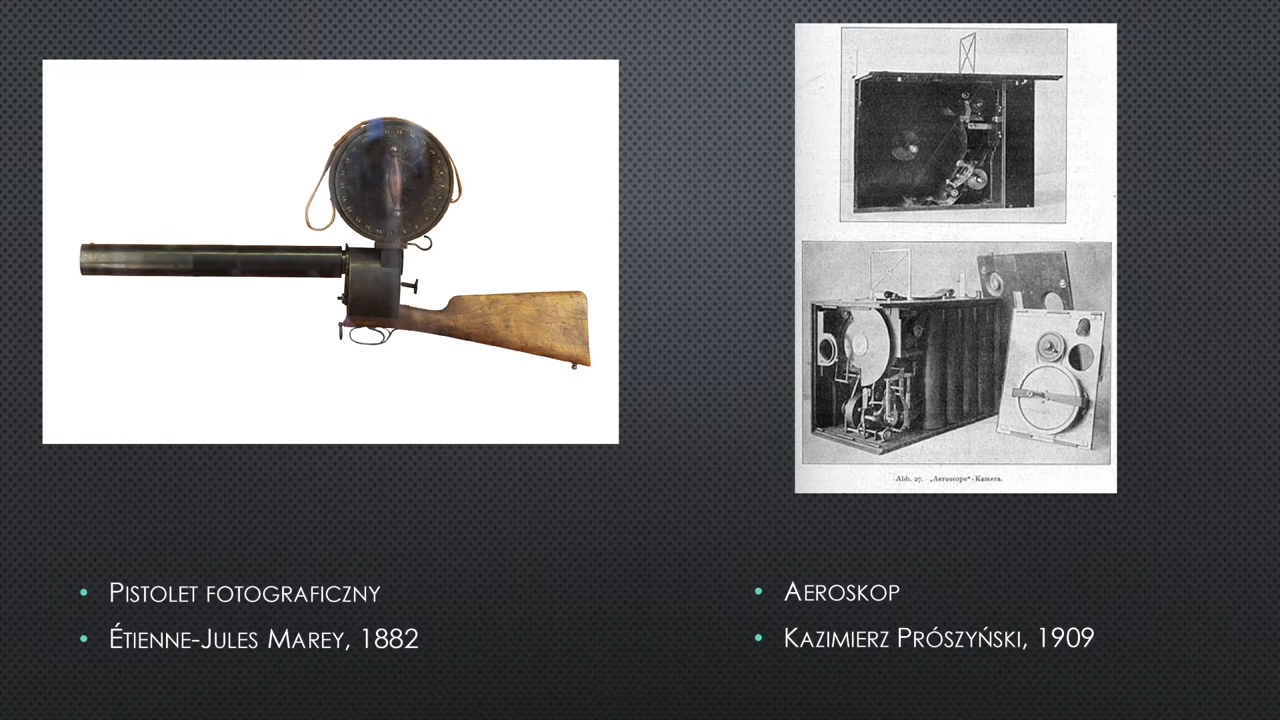 Abb. 27. „Aeroscope“-Kamera.
• Pistolet fotograficzny
• Étienne-Jules Marey, 1882
• Aeroskop
• Kazimierz Prószyński, 1909